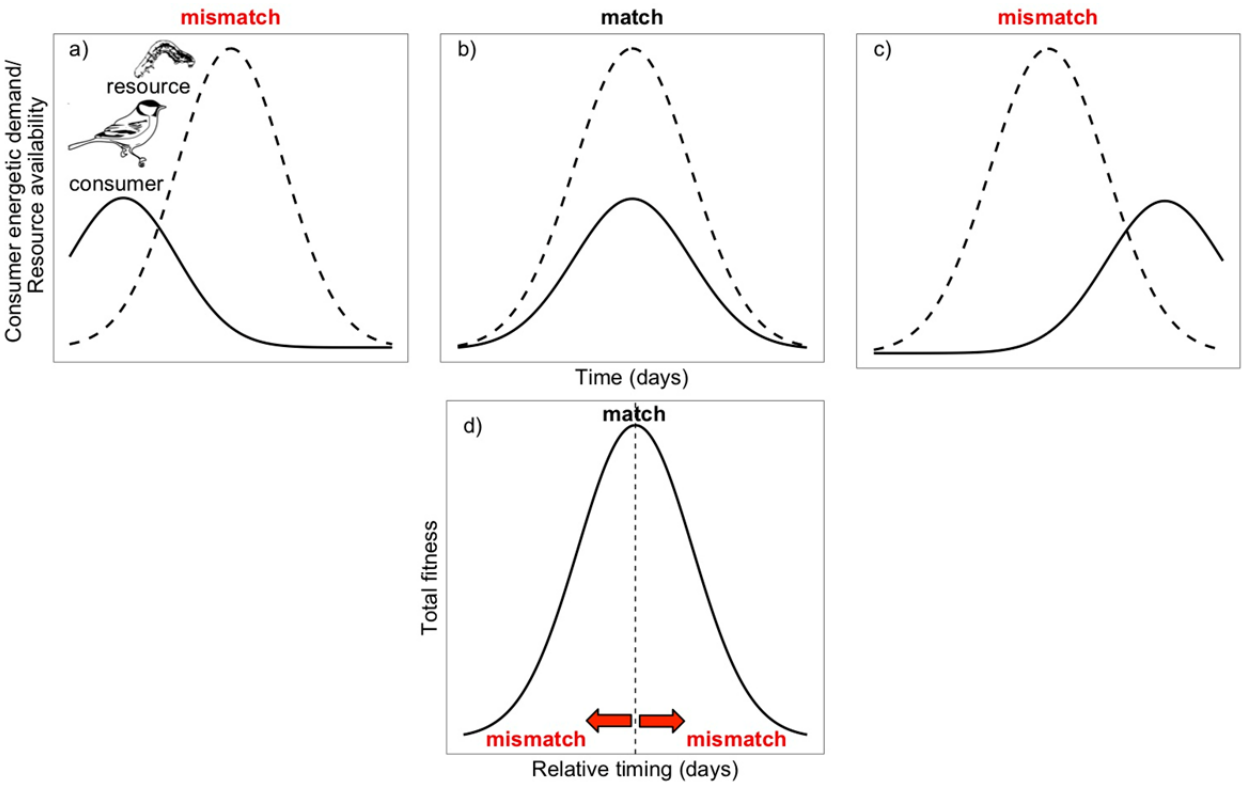 mismatch
match
mismatch
a)
b)
c)
resource
consumer
Consumer energetic demand/
Resource availability
Time (days)
match
d)
Total fitness
mismatch
mismatch
Relative timing (days)